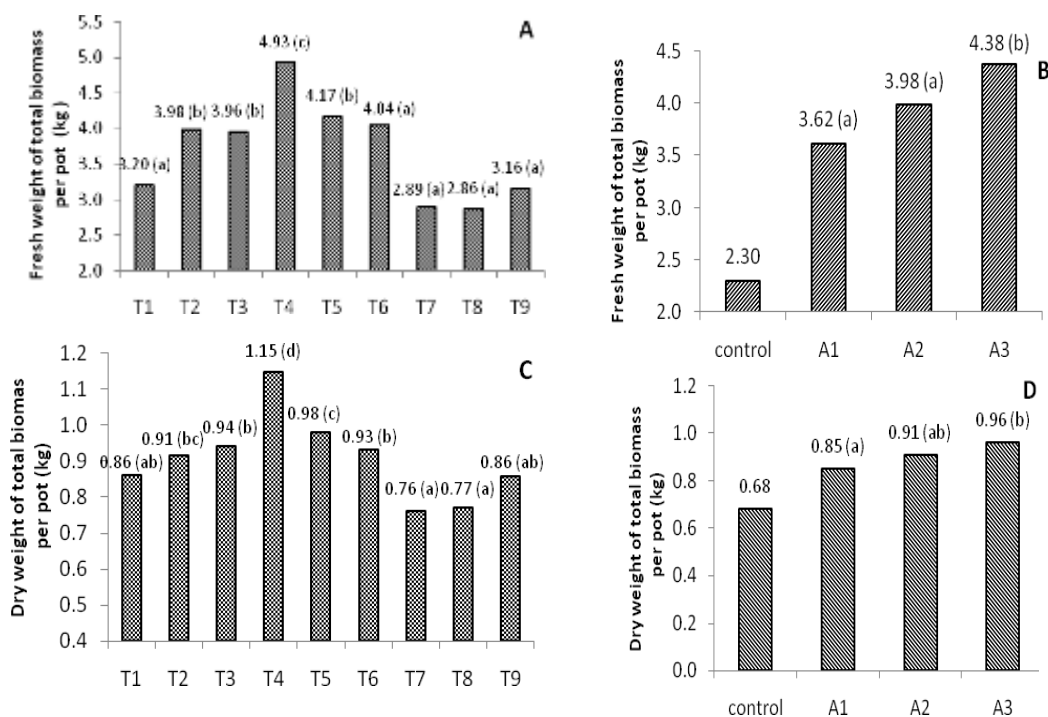 A
Fresh weight of total biomass
per pot (kg)
5.5
5.0
4.5
4.0
3.5
3.0
2.5
2.0
3.20 (a)
3.98 (b)
3.96 (b)
4.93 (c)
4.17 (b)
4.04 (a)
2.89 (a)
2.86 (a)
3.16 (a)
T1 T2 T3 T4 T5 T6 T7 T8 T9
B
Fresh weight of total biomass
per pot (kg)
4.5
4.0
3.5
3.0
2.5
2.0
2.30
3.62 (a)
3.98 (a)
4.38 (b)
control A1 A2 A3
C
Dry weight of total biomas
per pot (kg)
1.2
1.1
1.0
0.9
0.8
0.7
0.6
0.5
0.4
0.86 (ab)
0.91 (bc)
0.94 (b)
1.15 (d)
0.98 (c)
0.93 (b)
0.76 (a)
0.77 (a)
0.86 (ab)
T1 T2 T3 T4 T5 T6 T7 T8 T9
D
Dry weight of total biomass
per pot (kg)
1.2
1.0
0.8
0.6
0.4
0.2
0.0
0.68
0.85 (a)
0.91 (ab)
0.96 (b)
control A1 A2 A3